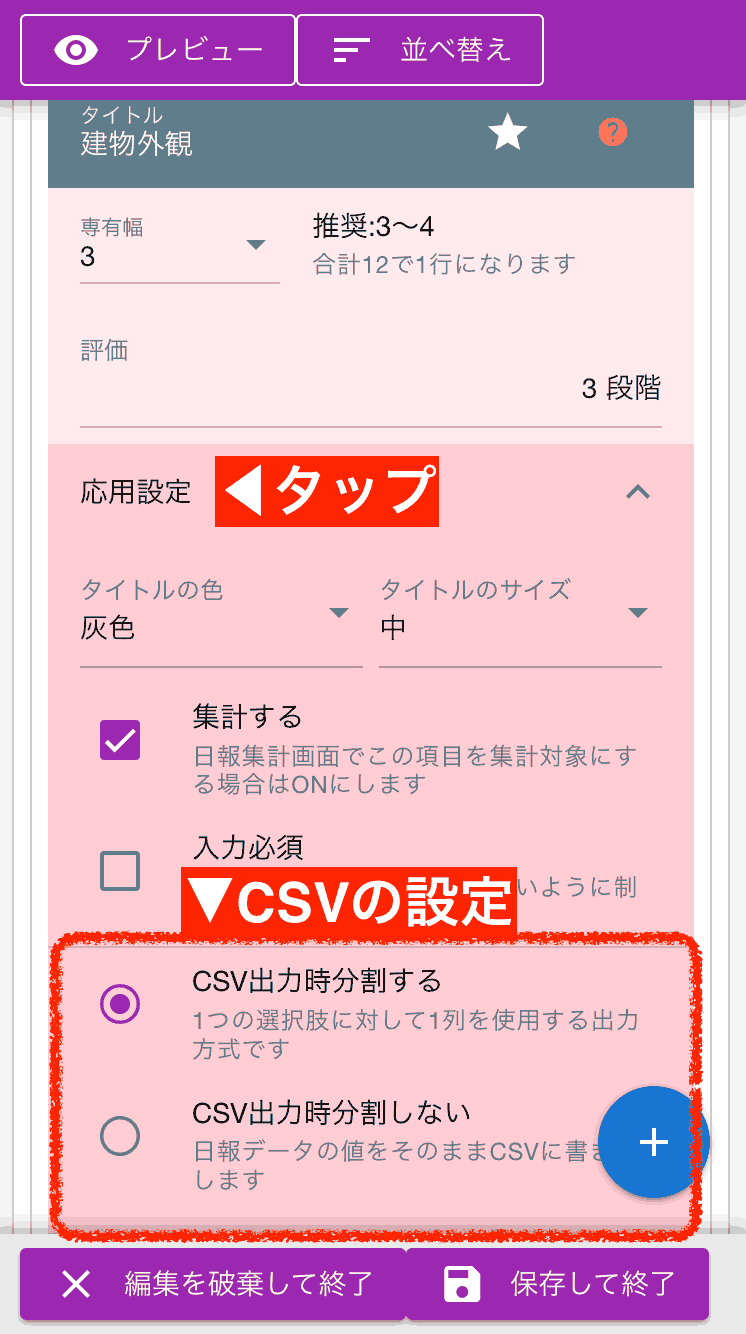 プレビュー 並べ替え
タイトル
建物外観
専有幅
3
推奨:3〜4
合計12で1行になります
評価
3 段階
応用設定 ◀タップ
タイトルの色 タイトルのサイズ
灰色 中
集計する
日報集計画面でこの項目を集計対象にす
る場合はONにします
入力必須
いように制
▼CSVの設定
CSV出力時分割する
1つの選択肢に対して1列を使用する出力
方式です
CSV出力時分割しない
日報データの値をそのままCSVに書き
します
編集を破棄して終了 保存して終了